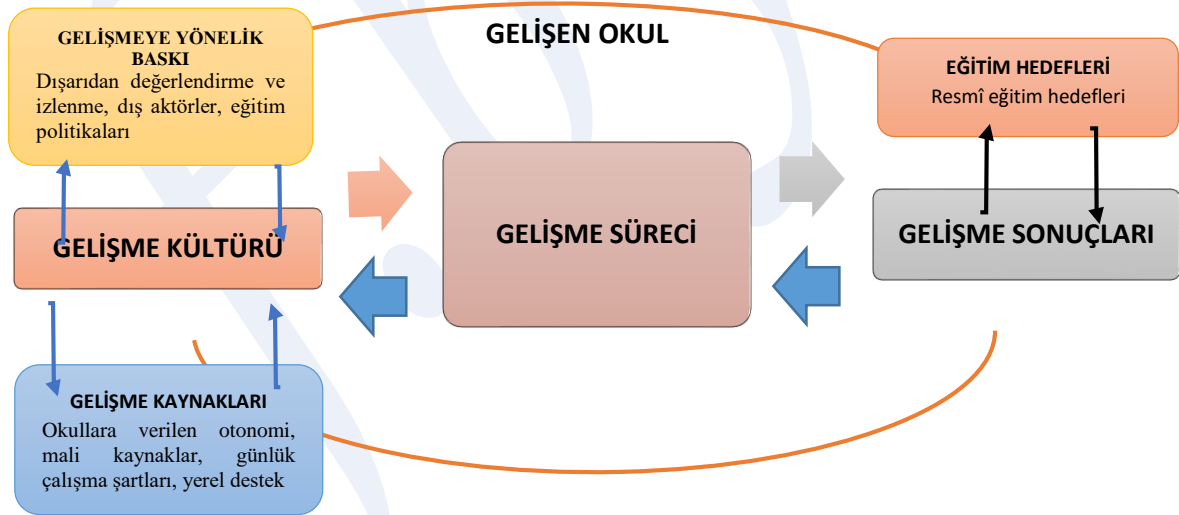 GELİŞEN OKUL
GELİŞMEYE YÖNELİK
BASKI
Dışarıdan değerlendirme ve
izlenme, dış aktörler, eğitim
politikaları
EĞİTİM HEDEFLERİ
Resmî eğitim hedefleri
GELİŞME KÜLTÜRÜ
GELİŞME SÜRECİ
GELİŞME SONUÇLARI
GELİŞME KAYNAKLARI
Okullara verilen otonomi,
mali kaynaklar, günlük
çalışma şartları, yerel destek